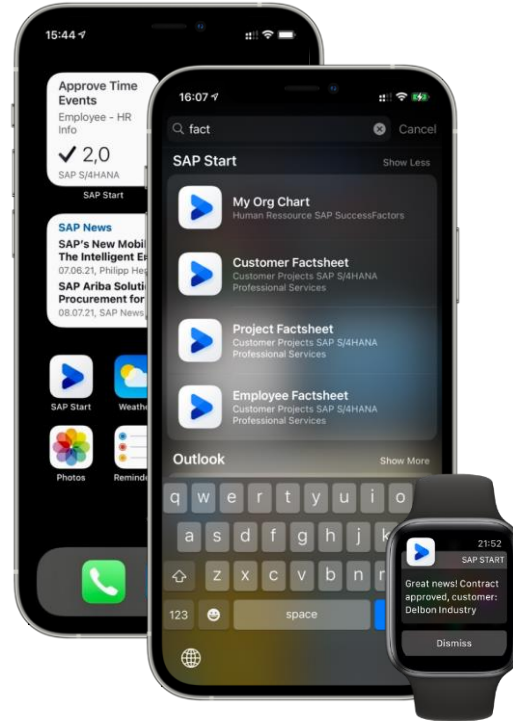 15:44
Approve Time
Events
Employee - HR
Info
2,0
SAP S/4HANA
SAP Start
SAP News
SAP's New Mobil
The Intelligent E
07.06.21, Philipp He
SAP Ariba Soluti
Procurement for
08.07.21, SAP News
SAP Start
Weath
Photos
Reminde
16:07
fact
Cancel
SAP Start
Show Less
My Org Chart
Human Ressource SAP SuccessFactors
Customer Factsheet
Customer Projects SAP S/4HANA
Professional Services
Project Factsheet
Customer Projects SAP S/4HANA
Professional Services
Employee Factsheet
Customer Projects SAP S/4HANA
Professional Services
Outlook
Show More
q w e r t y u i o
a s d f g h j k
z x c v b n
123
space
21:52
SAP START
Great news! Contract
approved, customer:
Delbon Industry
Dismiss